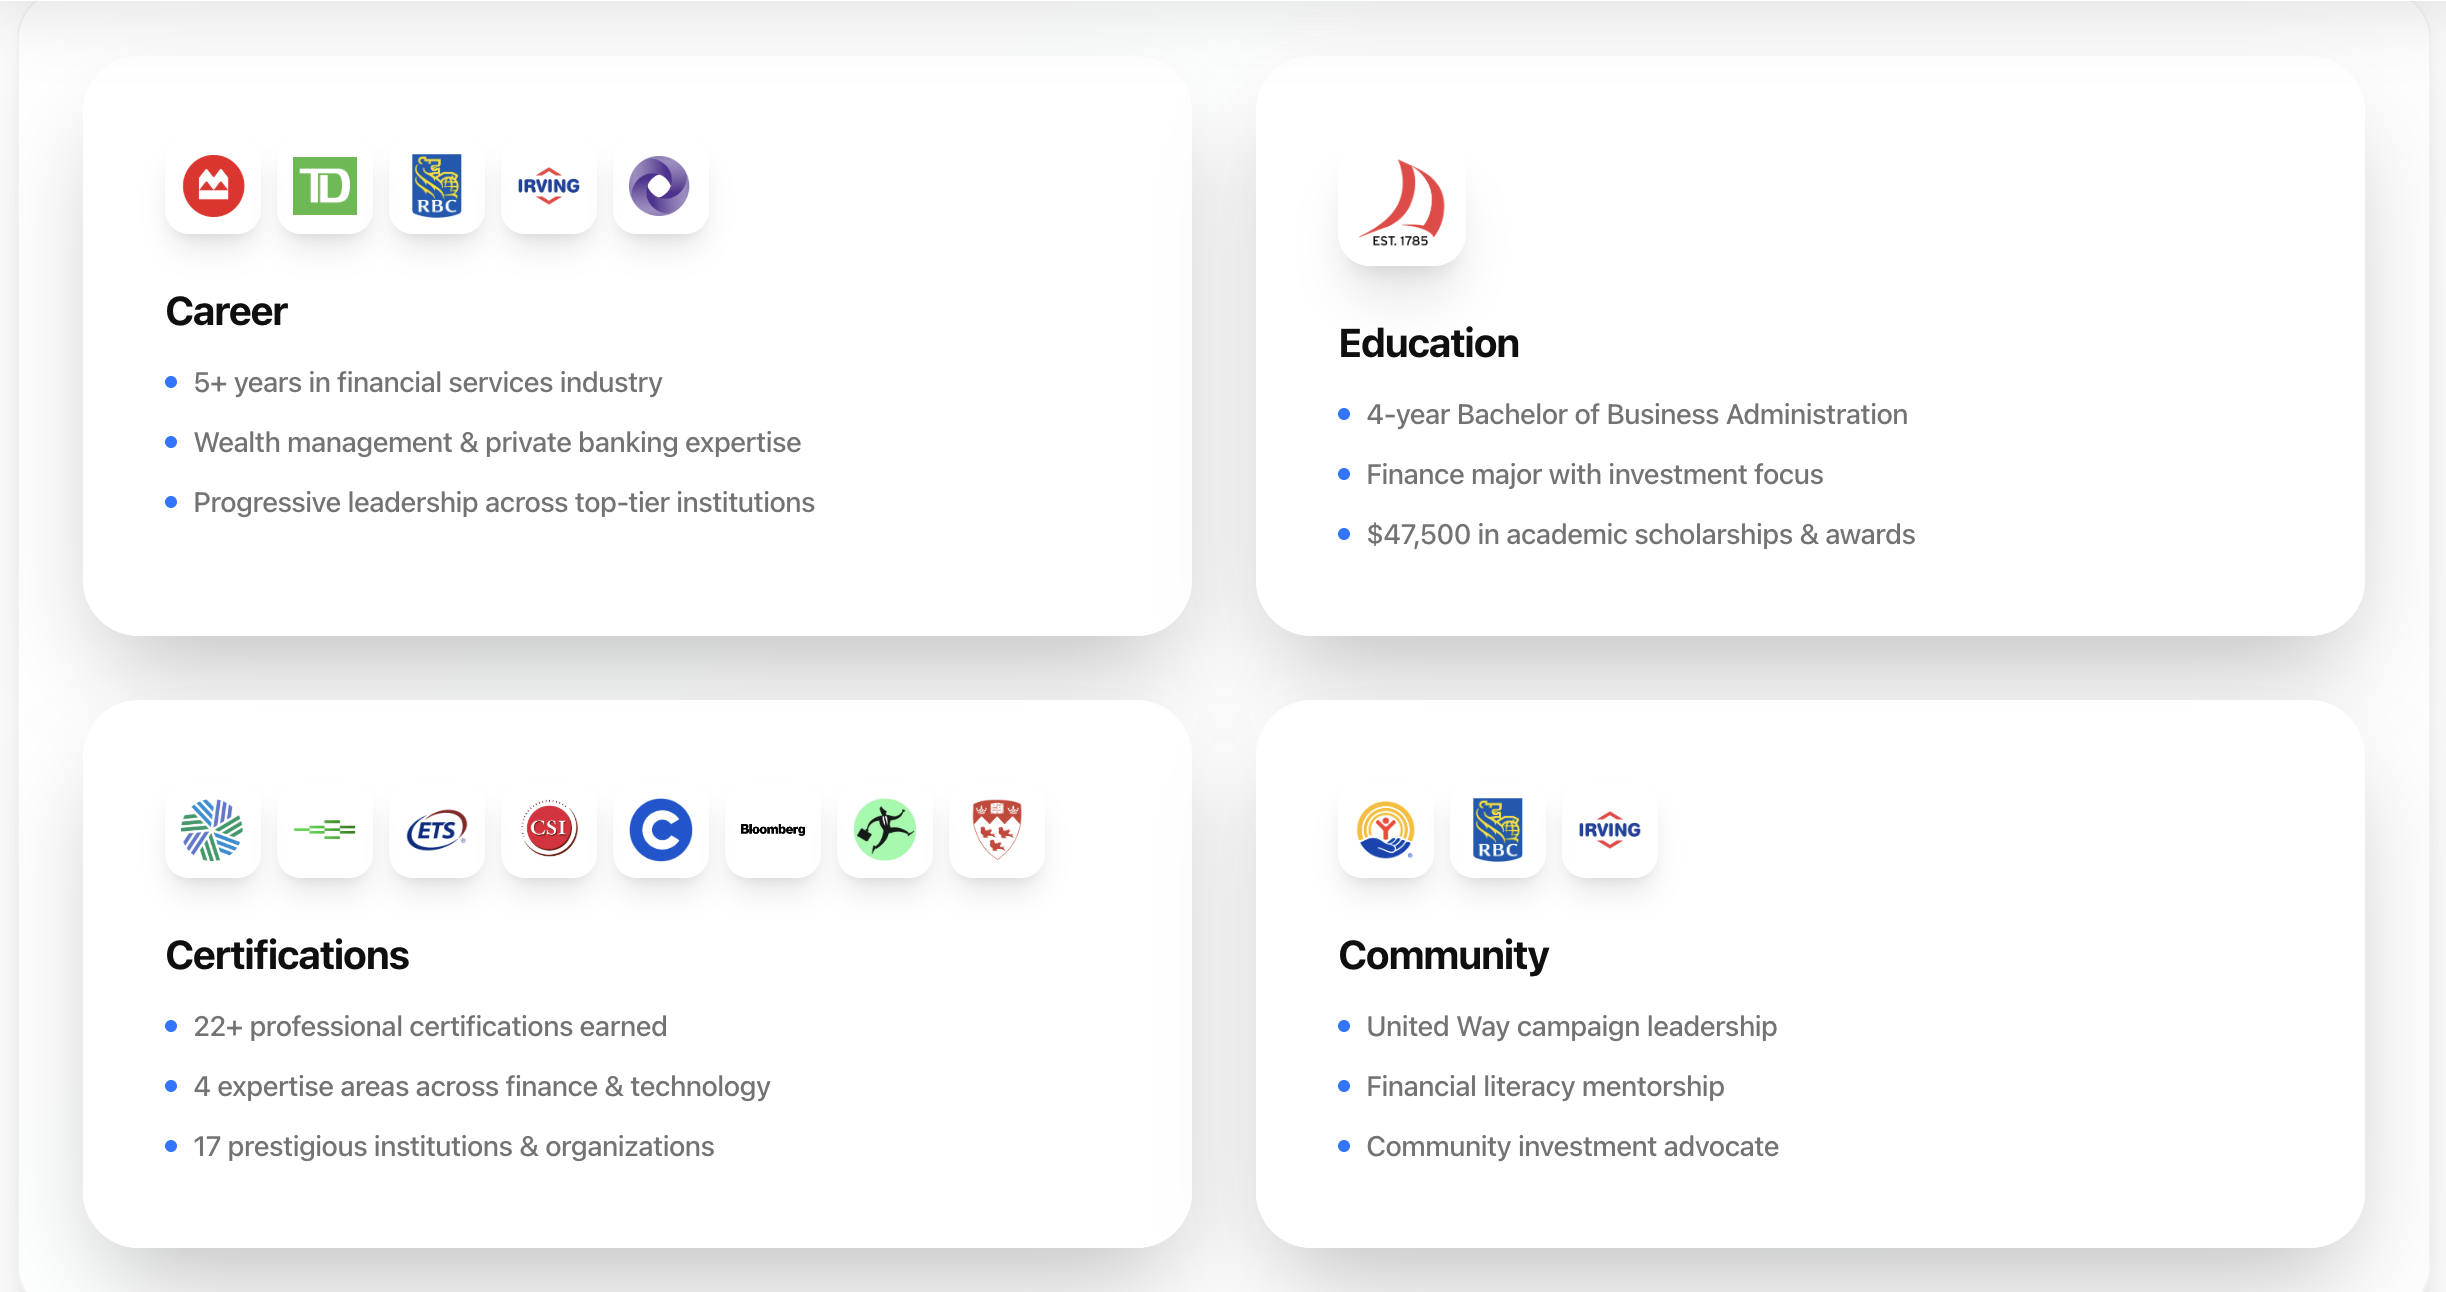 TD
RBC
IRVING
Career
5+ years in financial services industry
Wealth management & private banking expertise
Progressive leadership across top-tier institutions
EST. 1785
Education
4-year Bachelor of Business Administration
Finance major with investment focus
$47,500 in academic scholarships & awards
ETS
®
CSI
C
Bloomberg
Certifications
22+ professional certifications earned
4 expertise areas across finance & technology
17 prestigious institutions & organizations
®
RBC
IRVING
Community
United Way campaign leadership
Financial literacy mentorship
Community investment advocate